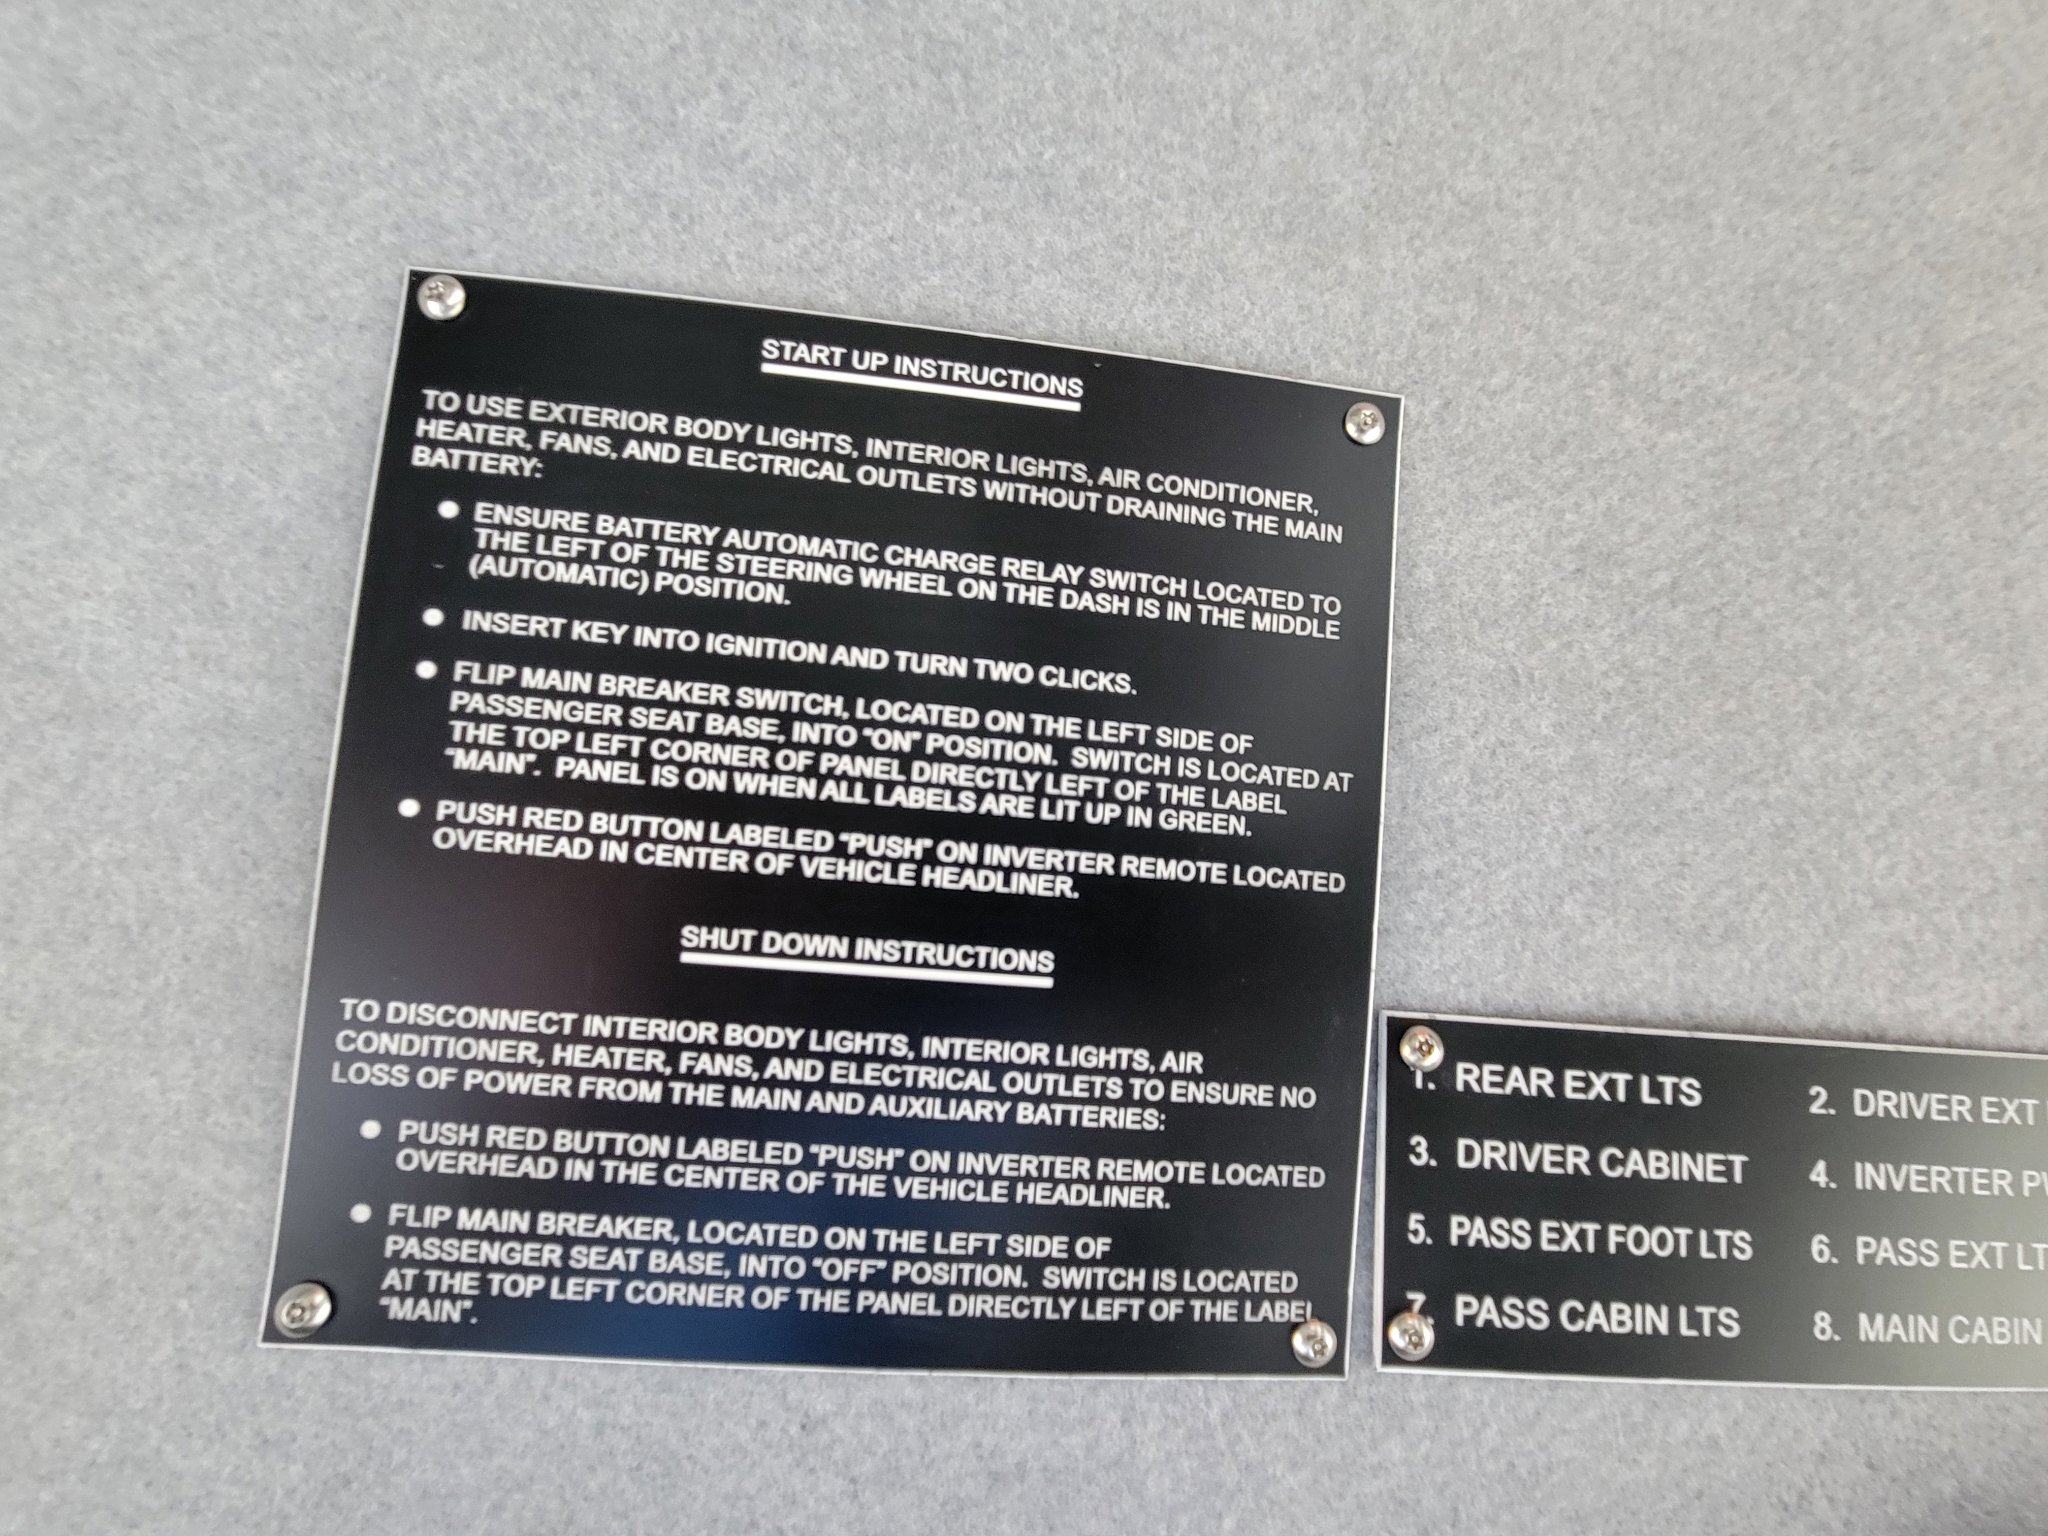 START UP INSTRUCTIONS
TO USE EXTERIOR BODY LIGHTS, INTERIOR LIGHTS, AIR CONDITIONER,
HEATER, FANS, AND ELECTRICAL OUTLETS WITHOUT DRAINING THE MAIN
BATTERY:
● ENSURE BATTERY AUTOMATIC CHARGE RELAY SWITCH LOCATED TO
THE LEFT OF THE STEERING WHEEL ON THE DASH IS IN THE MIDDLE
(AUTOMATIC) POSITION.
● INSERT KEY INTO IGNITION AND TURN TWO CLICKS.
● FLIP MAIN BREAKER SWITCH, LOCATED ON THE LEFT SIDE OF
PASSENGER SEAT BASE, INTO "ON" POSITION. SWITCH IS LOCATED AT
THE TOP LEFT CORNER OF PANEL DIRECTLY LEFT OF THE LABEL
"MAIN". PANEL IS ON WHEN ALL LABELS ARE LIT UP IN GREEN.
● PUSH RED BUTTON LABELED "PUSH" ON INVERTER REMOTE LOCATED
OVERHEAD IN CENTER OF VEHICLE HEADLINER.
SHUT DOWN INSTRUCTIONS
TO DISCONNECT INTERIOR BODY LIGHTS, INTERIOR LIGHTS, AIR
CONDITIONER, HEATER, FANS, AND ELECTRICAL OUTLETS TO ENSURE NO
LOSS OF POWER FROM THE MAIN AND AUXILIARY BATTERIES:
● PUSH RED BUTTON LABELED "PUSH" ON INVERTER REMOTE LOCATED
OVERHEAD IN THE CENTER OF THE VEHICLE HEADLINER.
● FLIP MAIN BREAKER, LOCATED ON THE LEFT SIDE OF
PASSENGER SEAT BASE, INTO "OFF" POSITION. SWITCH IS LOCATED
AT THE TOP LEFT CORNER OF THE PANEL DIRECTLY LEFT OF THE LABEL
"MAIN".
1. REAR EXT LTS 2. DRIVER EXT
3. DRIVER CABINET 4. INVERTER
5. PASS EXT FOOT LTS 6. PASS EXT
7. PASS CABIN LTS 8. MAIN CABIN